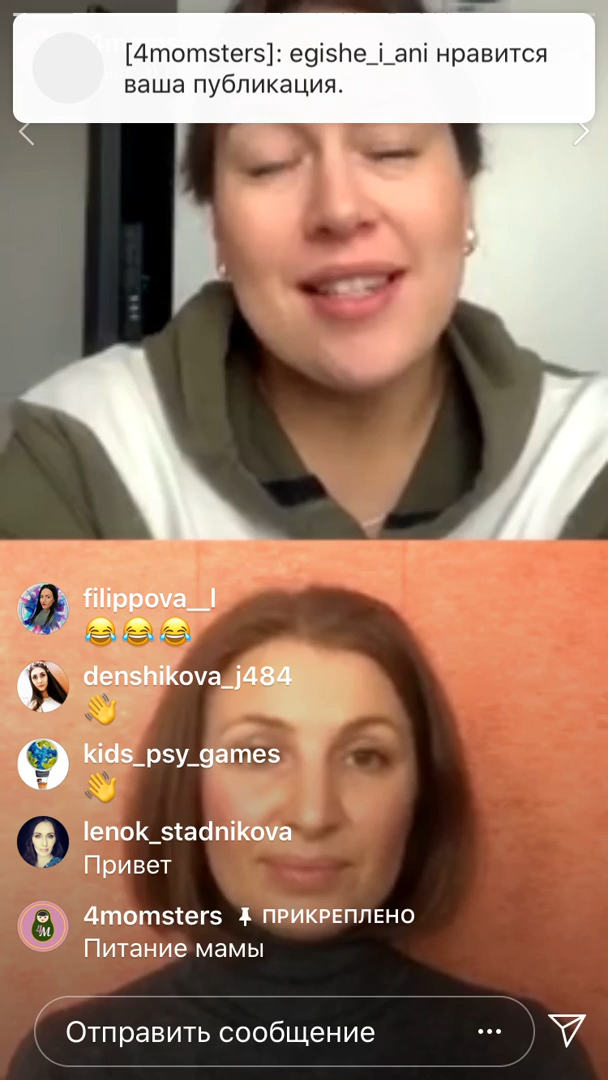 [4momsters]: egishe_i_ani нравится
ваша публикация.
filippova__l
😂😂😂
denshikova_j484
👋
kids_psy_games
👋
lenok_stadnikova
Привет
4momsters ПРИКРЕПЛЕНО
Питание мамы
Отправить сообщение